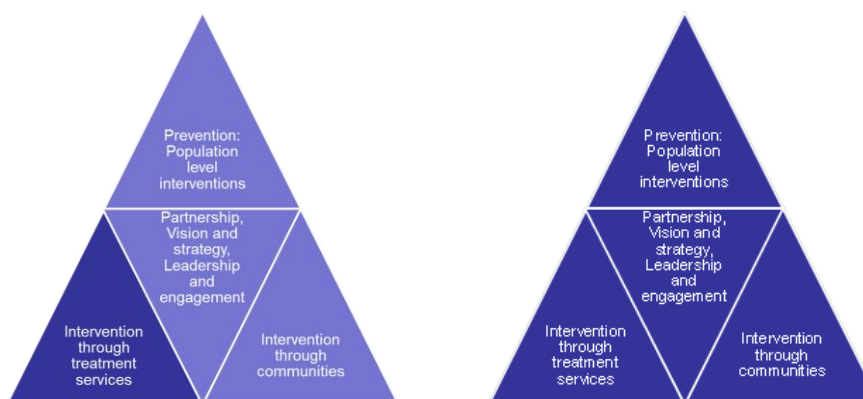 Prevention:
Population
level
interventions
Partnership,
Vision and
strategy,
Leadership
and
engagement
Intervention
through
treatment
services
Intervention
through
communities
Prevention:
Population
level
interventions
Partnership,
Vision and
strategy,
Leadership
and
engagement
Intervention
through
treatment
services
Intervention
through
communities